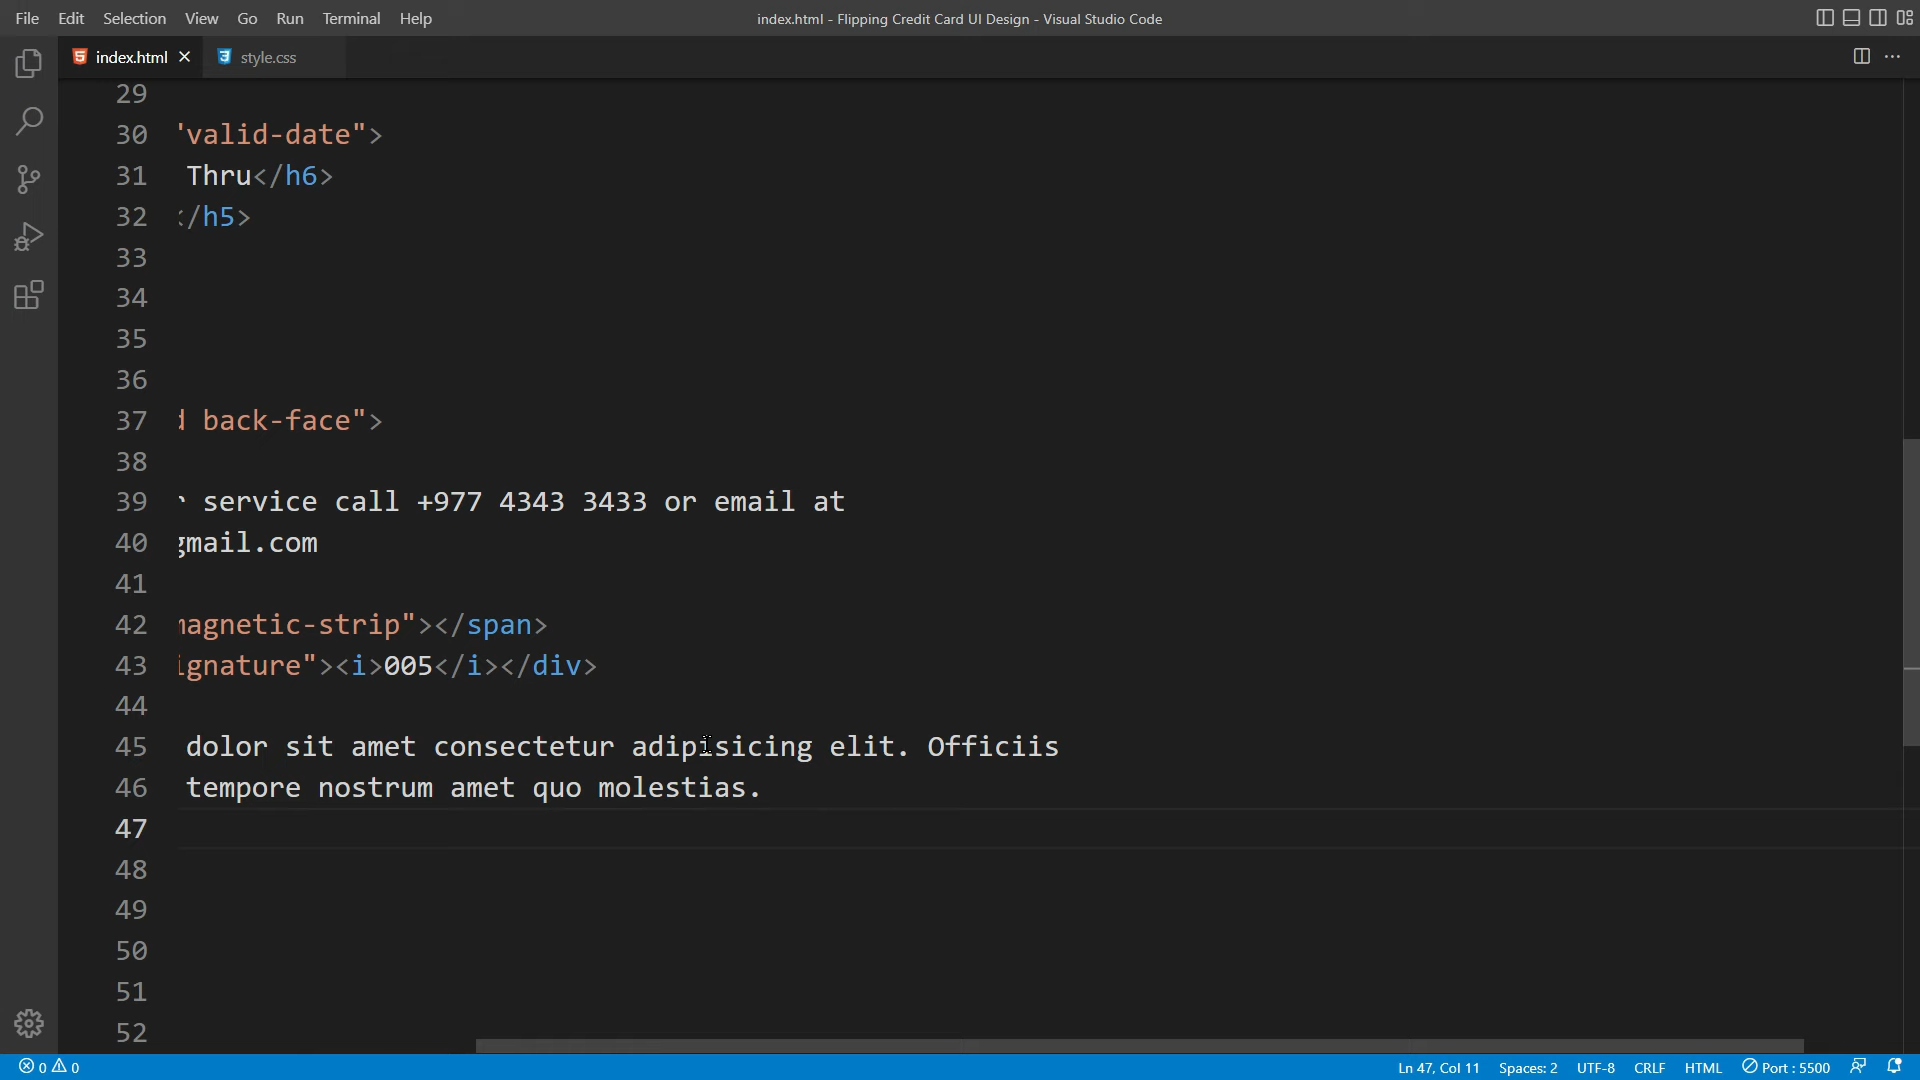 File Edit Selection View Go Run Terminal Help
index.html - Flipping Credit Card UI Design - Visual Studio Code
index.html style.css
29
30 "valid-date">
31 Thru</h6>
32 </h5>
33
34
35
36
37 d back-face">
38
39 r service call +977 4343 3433 or email at
40 gmail.com
41
42 magnetic-strip"></span>
43 ignature"><i>005</i></div>
44
45 dolor sit amet consectetur adipisicing elit. Officiis
46 tempore nostrum amet quo molestias.
47
48
49
50
51
52
0 0 Ln 47, Col 11 Spaces: 2 UTF-8 CRLF HTML Port : 5500